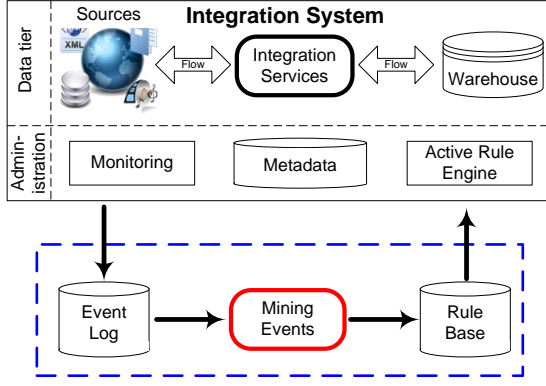 Sources
Integration System
Data tier
XML
Flow
Integration
Services
Flow
Warehouse
Admin-
istration
Monitoring
Metadata
Active Rule
Engine
Event
Log
Mining
Events
Rule
Base